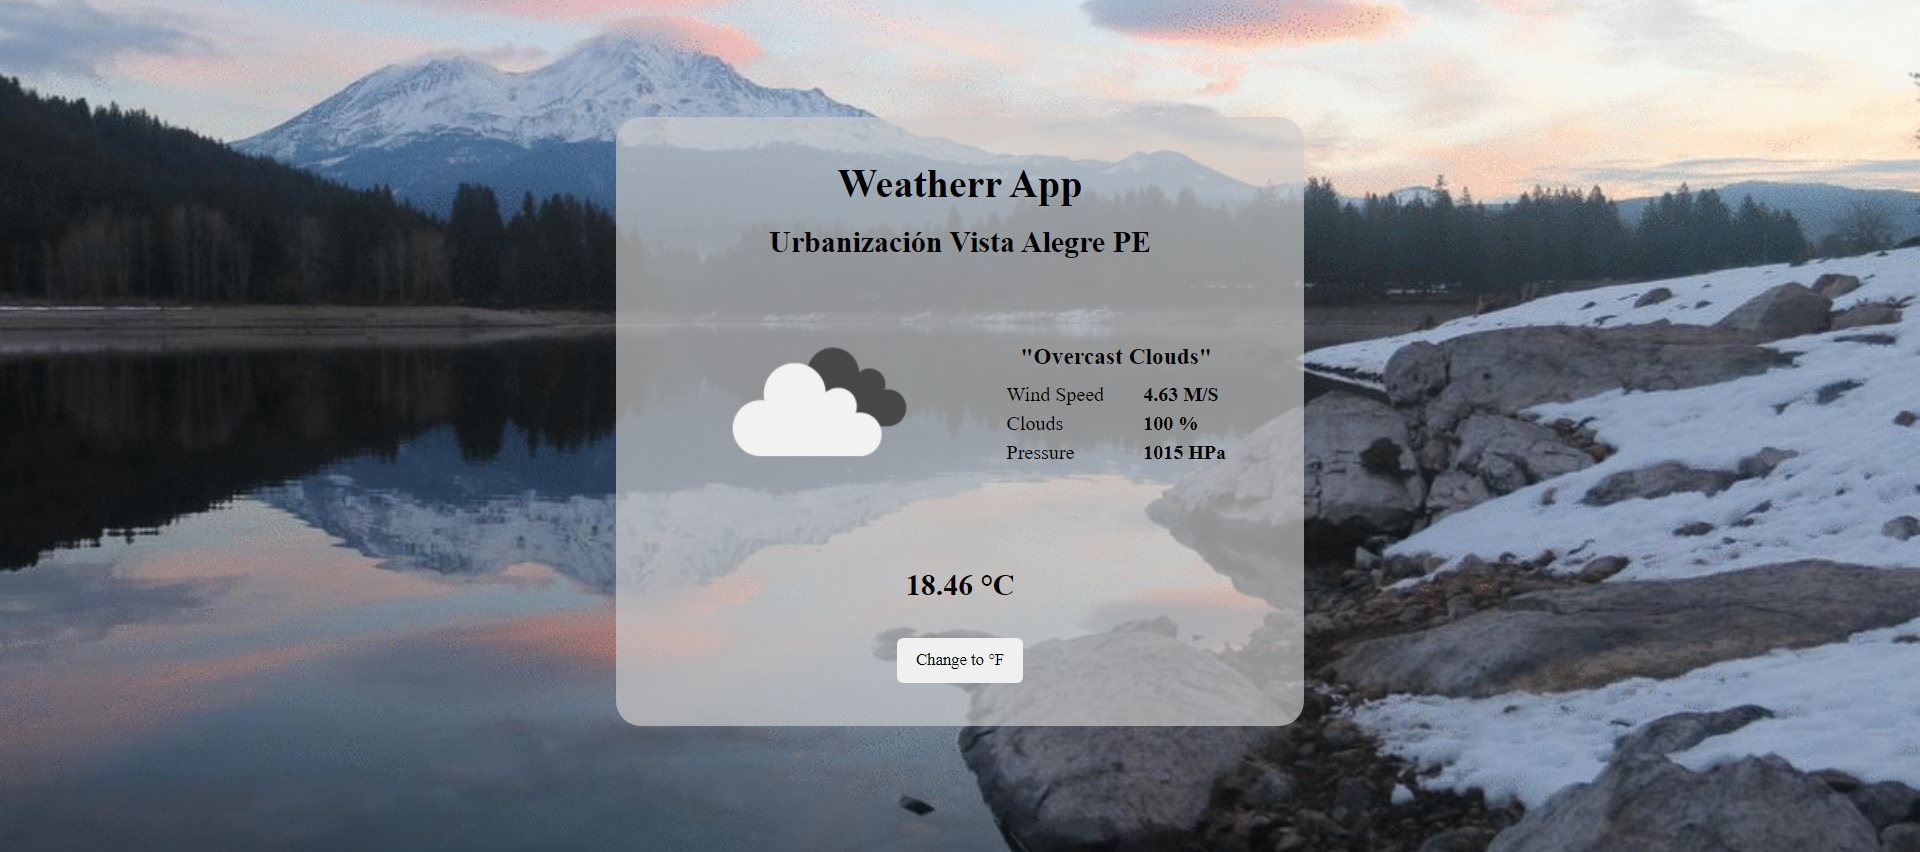 Weatherr App
Urbanización Vista Alegre PE
"Overcast Clouds"
Wind Speed 4.63 M/S
Clouds 100 %
Pressure 1015 HPa
18.46 °C
Change to °F